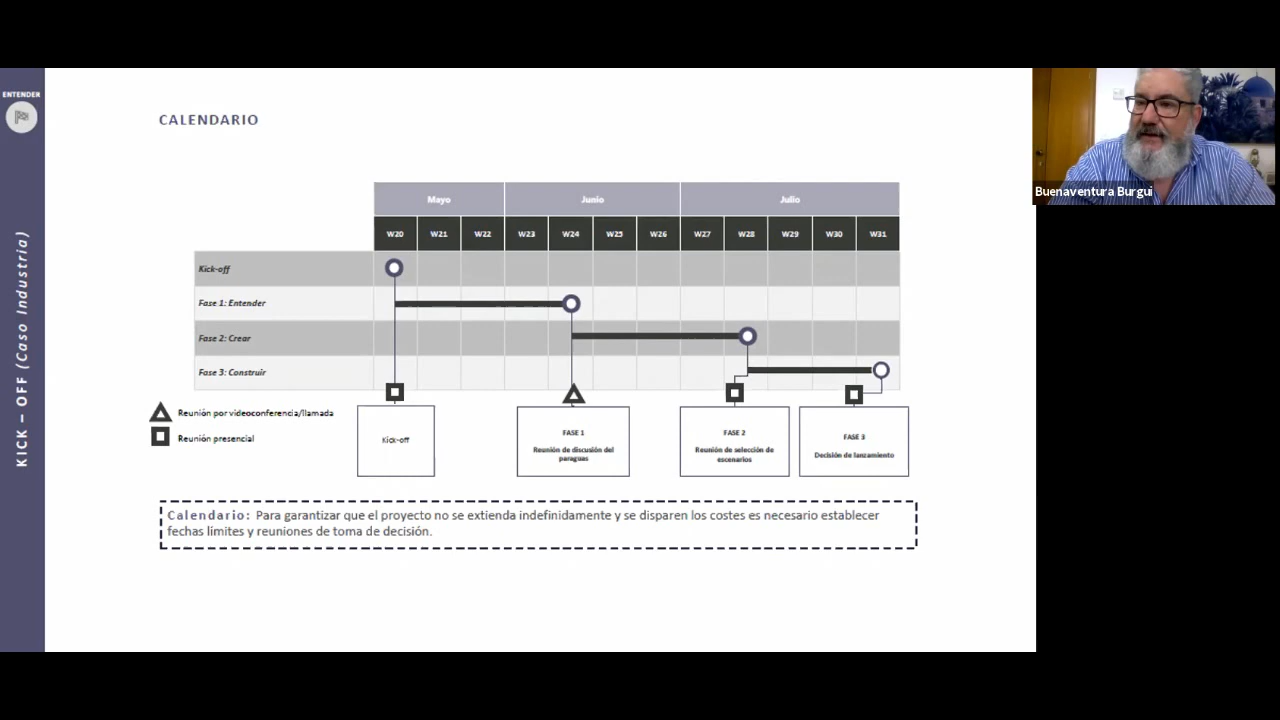 ENTENDER
KICK – OFF (Caso Industria)
CALENDARIO
Mayo Junio Julio
W20 W21 W22 W23 W24 W25 W26 W27 W28 W29 W30 W31
Kick-off
Fase 1: Entender
Fase 2: Crear
Fase 3: Construir
Reunión por videoconferencia/llamada
Reunión presencial
Kick-off
FASE 1
Reunión de discusión del
paraguas
FASE 2
Reunión de selección de
escenarios
FASE 3
Decisión de lanzamiento
Calendario: Para garantizar que el proyecto no se extienda indefinidamente y se disparen los costes es necesario establecer
fechas límites y reuniones de toma de decisión.
Buenaventura Burgui